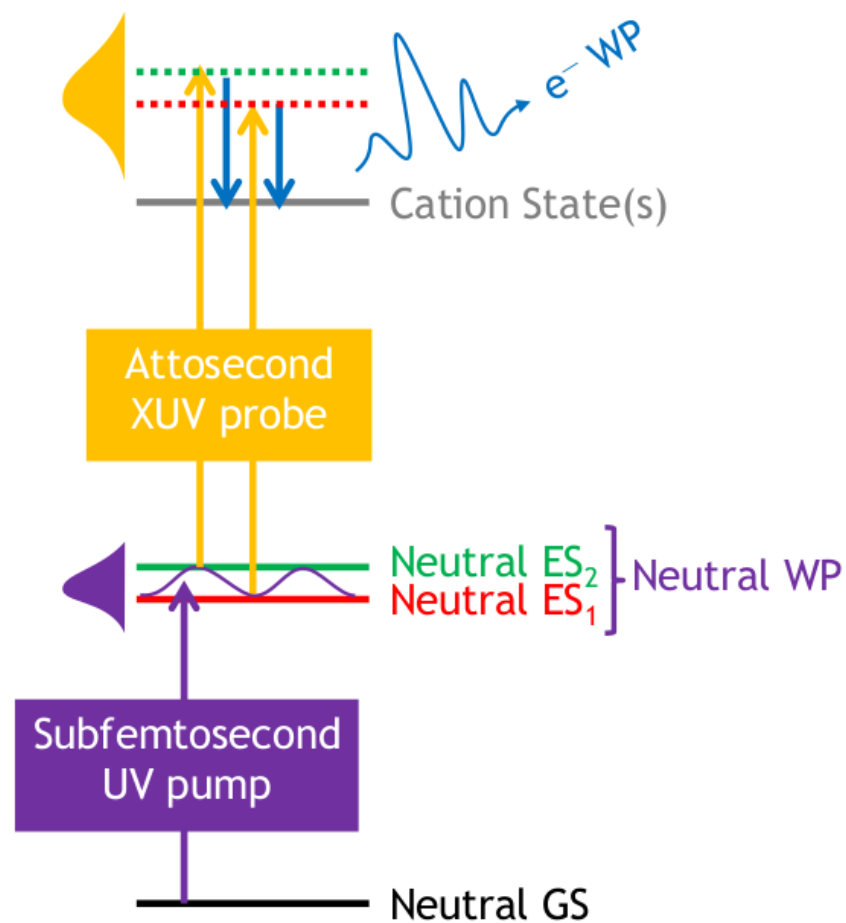 e⁻ WP
Cation State(s)
Attosecond
XUV probe
Neutral ES₂
Neutral ES₁
Neutral WP
Subfemtosecond
UV pump
Neutral GS